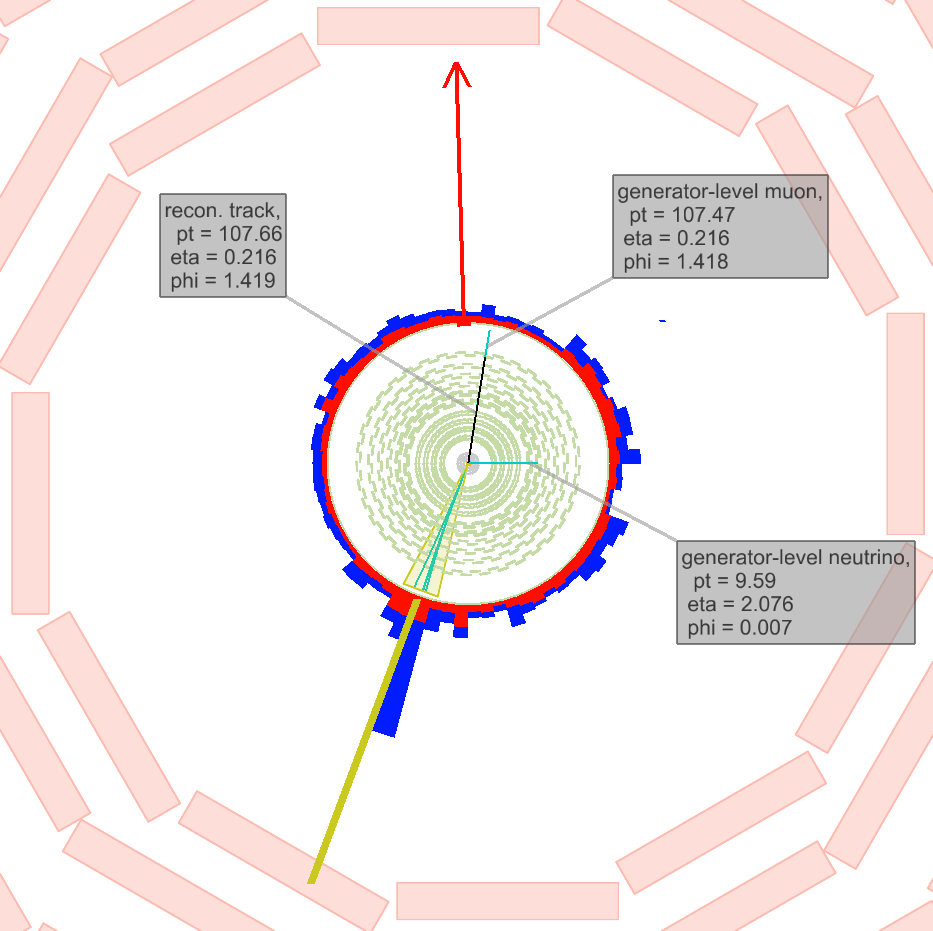 recon. track,
pt = 107.66
eta = 0.216
phi = 1.419
generator-level muon,
pt = 107.47
eta = 0.216
phi = 1.418
generator-level neutrino,
pt = 9.59
eta = 2.076
phi = 0.007